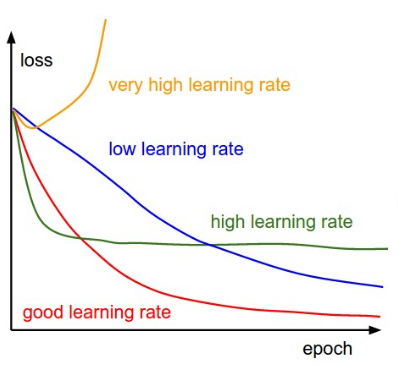 loss
very high learning rate
low learning rate
high learning rate
good learning rate
epoch